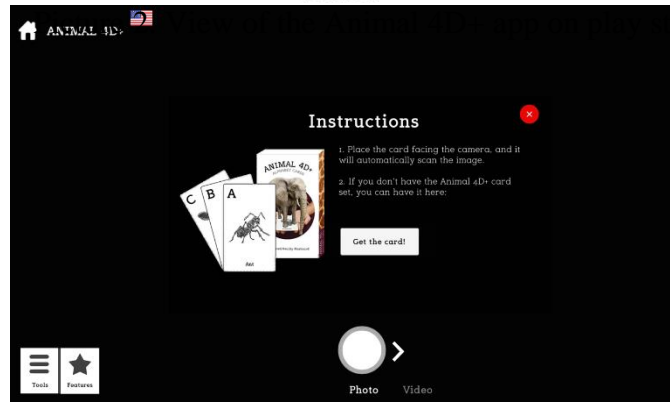 View of the Animal 4D+ app on play s
ANIMAL 4D+
Instructions
1. Place the card facing the camera, and it
will automatically scan the image.
2. If you don't have the Animal 4D+ card
set, you can have it here:
Get the card!
ANIMAL 4D+
ALPHABET CARDS
C
B
A
Ant
Tools
Features
Photo
Video